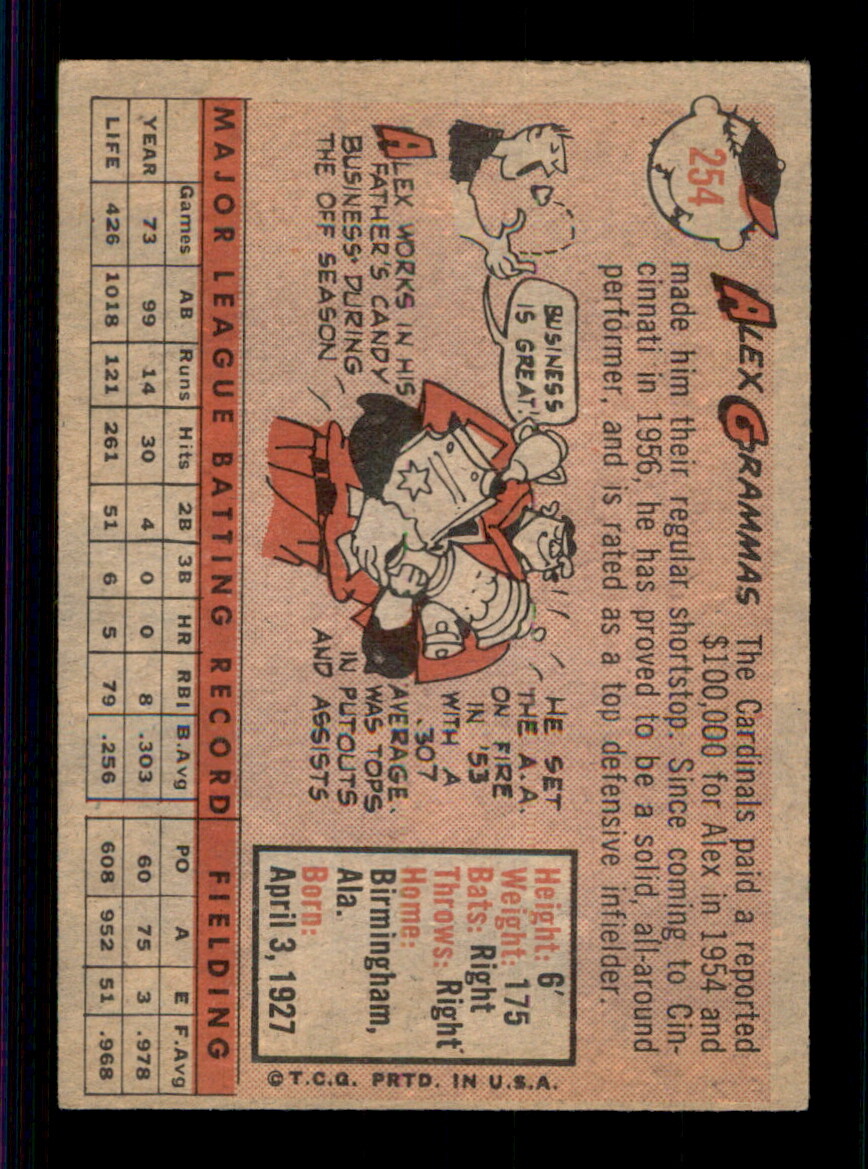 254
ALEX GRAMMAS The Cardinals paid a reported
$100,000 for Alex in 1954 and
made him their regular shortstop. Since coming to Cin-
cinnati in 1956, he has proved to be a solid, all-around
performer, and is rated as a top defensive infielder.
BUSINESS
IS GREAT!
ALEX WORKS IN HIS
FATHER'S CANDY
BUSINESS DURING
THE OFF SEASON
HE SET
THE A.A.
ON FIRE
IN '53
WITH A
.307
AVERAGE.
WAS TOPS
IN PUTOUTS
AND ASSISTS
Height: 6'
Weight: 175
Bats: Right
Throws: Right
Home:
Birmingham,
Ala.
Born:
April 3, 1927
© T.C.G. PRTD. IN U.S.A.
MAJOR LEAGUE BATTING RECORD FIELDING
Games AB Runs Hits 2B 3B HR RBI B.Avg PO A E F.Avg
YEAR 73 99 14 30 4 0 0 8 .303 60 75 3 .978
LIFE 426 1018 121 261 51 6 5 79 .256 608 952 51 .968